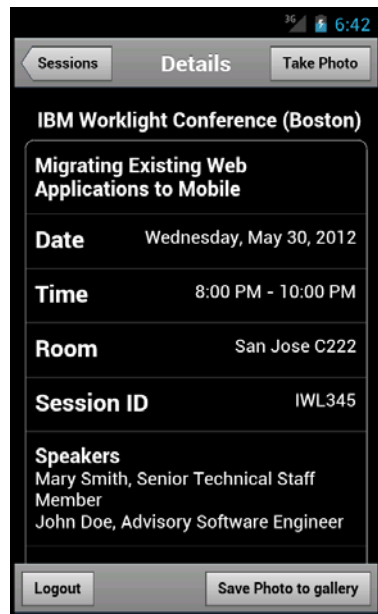 3G 6:42
Sessions Details Take Photo
IBM Worklight Conference (Boston)
Migrating Existing Web
Applications to Mobile
Date Wednesday, May 30, 2012
Time 8:00 PM - 10:00 PM
Room San Jose C222
Session ID IWL345
Speakers
Mary Smith, Senior Technical Staff
Member
John Doe, Advisory Software Engineer
Logout Save Photo to gallery